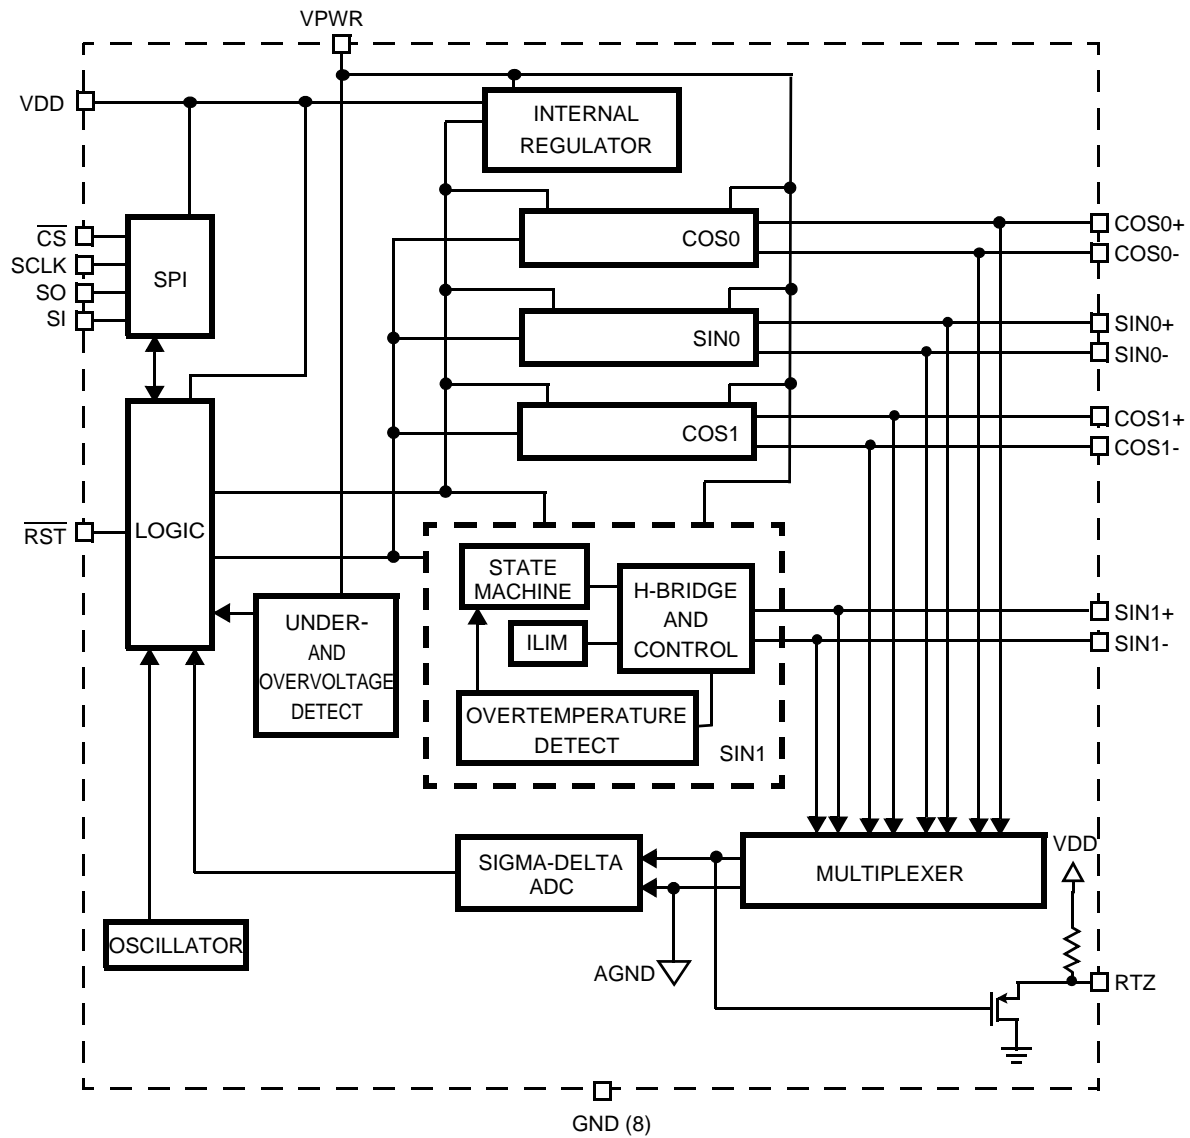 VPWR
VDD
INTERNAL
REGULATOR
CS
SCLK
SO
SI
SPI
COS0
COS0+
COS0-
SIN0
SIN0+
SIN0-
COS1
COS1+
COS1-
RST
LOGIC
STATE
MACHINE
H-BRIDGE
AND
CONTROL
ILIM
OVERTEMPERATURE
DETECT
SIN1
SIN1+
SIN1-
UNDER-
AND
OVERVOLTAGE
DETECT
SIGMA-DELTA
ADC
MULTIPLEXER
VDD
OSCILLATOR
AGND
RTZ
GND (8)